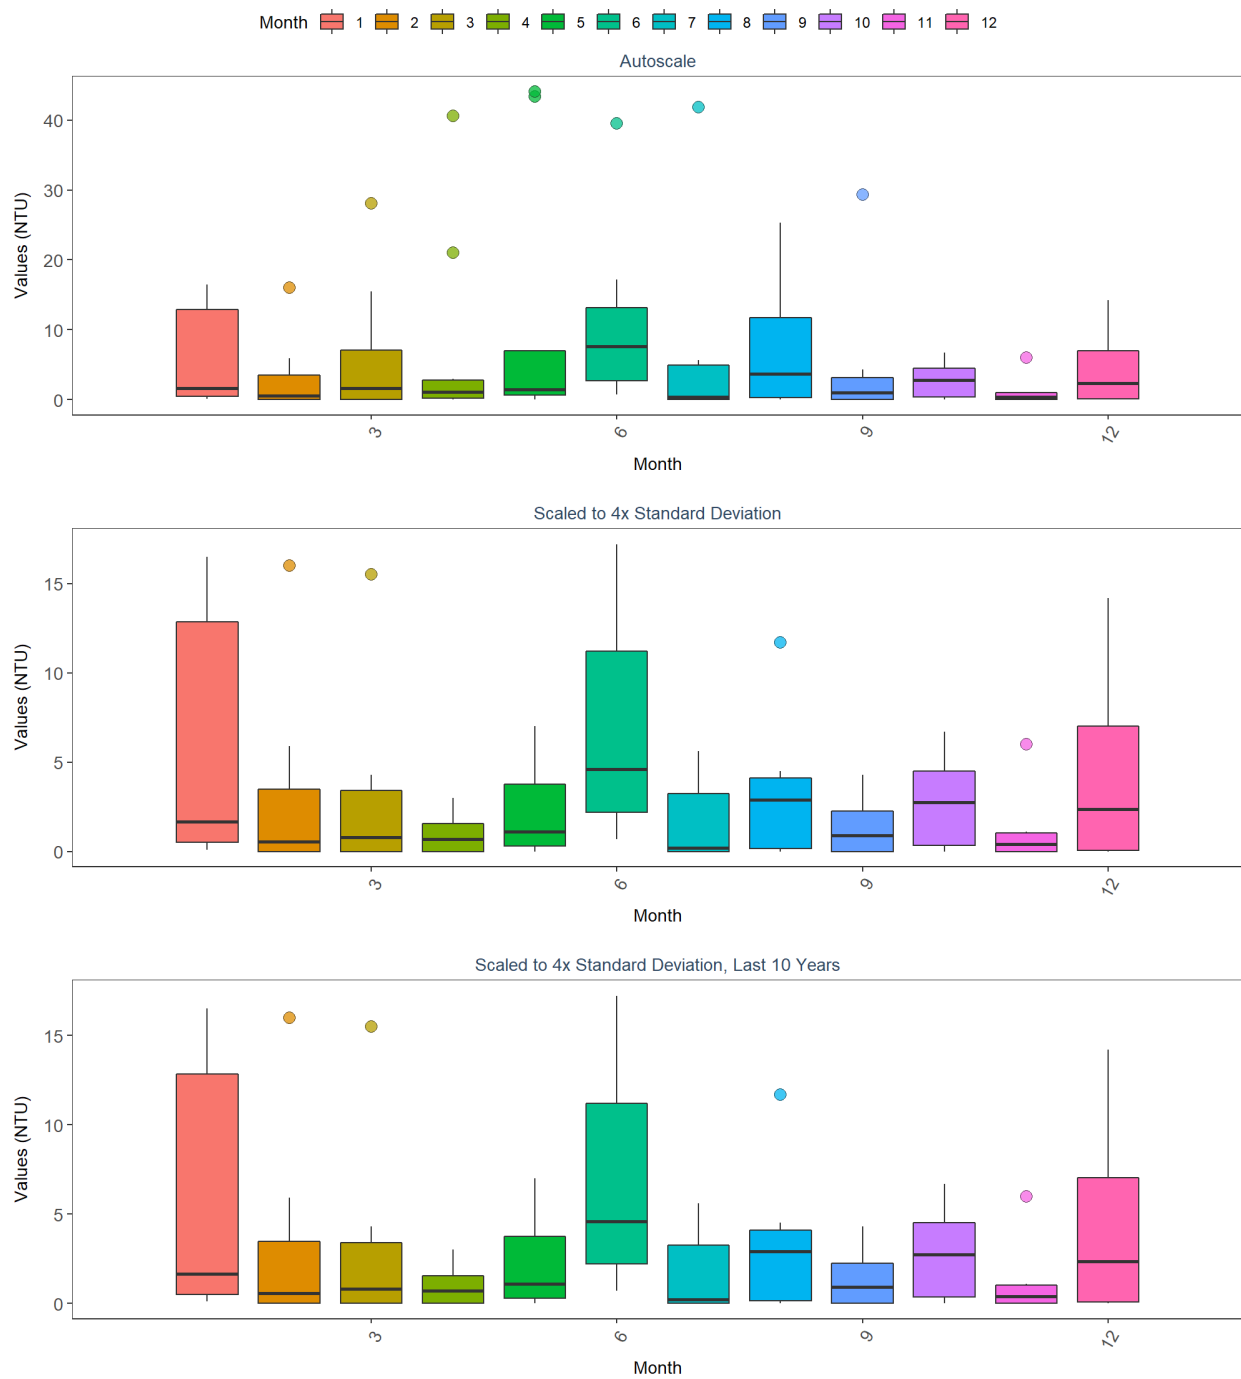 Month 1 2 3 4 5 6 7 8 9 10 11 12
Autoscale
Values (NTU)
40
30
20
10
0
3 6 9 12
Month
Scaled to 4x Standard Deviation
Values (NTU)
15
10
5
0
3 6 9 12
Month
Scaled to 4x Standard Deviation, Last 10 Years
Values (NTU)
15
10
5
0
3 6 9 12
Month